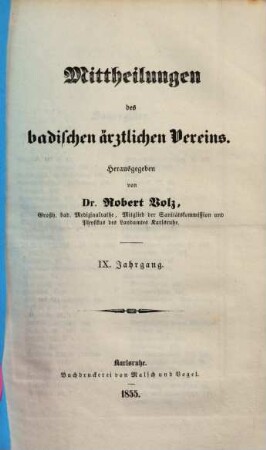 Mittheilungen
des
badischen ärztlichen Vereins.
Herausgegeben
von
Dr. Robert Volz,
Großh. bad. Medizinalrathe, Mitglied der Sanitätskommission und
Physikus des Landamtes Karlsruhe.
IX. Jahrgang.
Karlsruhe.
Buchdruckerei von Malsch und Vogel.
1855.